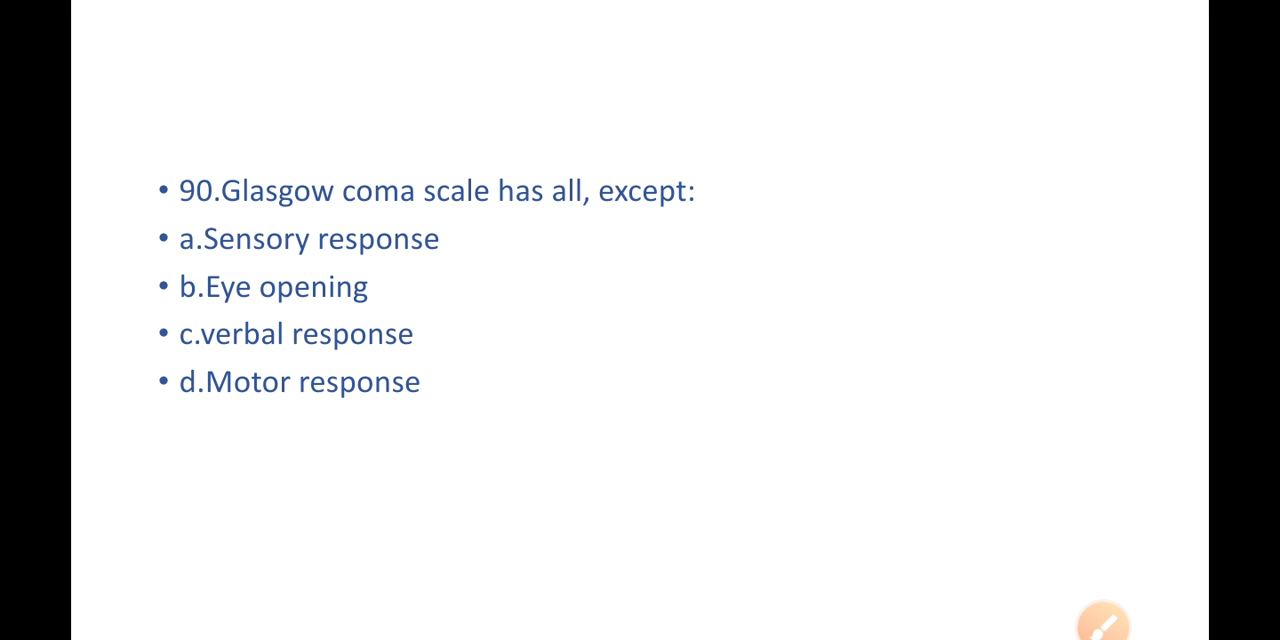 • 90.Glasgow coma scale has all, except:
• a.Sensory response
• b.Eye opening
• c.verbal response
• d.Motor response